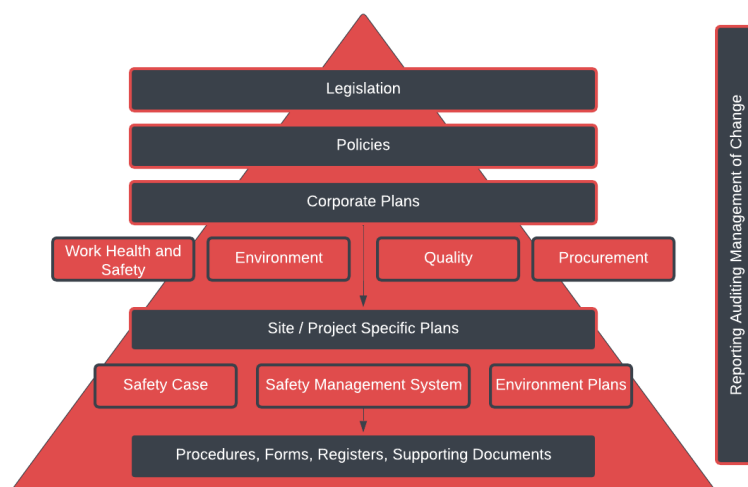 Legislation
Policies
Corporate Plans
Work Health and
Safety
Environment
Quality
Procurement
Site / Project Specific Plans
Safety Case
Safety Management System
Environment Plans
Procedures, Forms, Registers, Supporting Documents
Reporting Auditing Management of Change